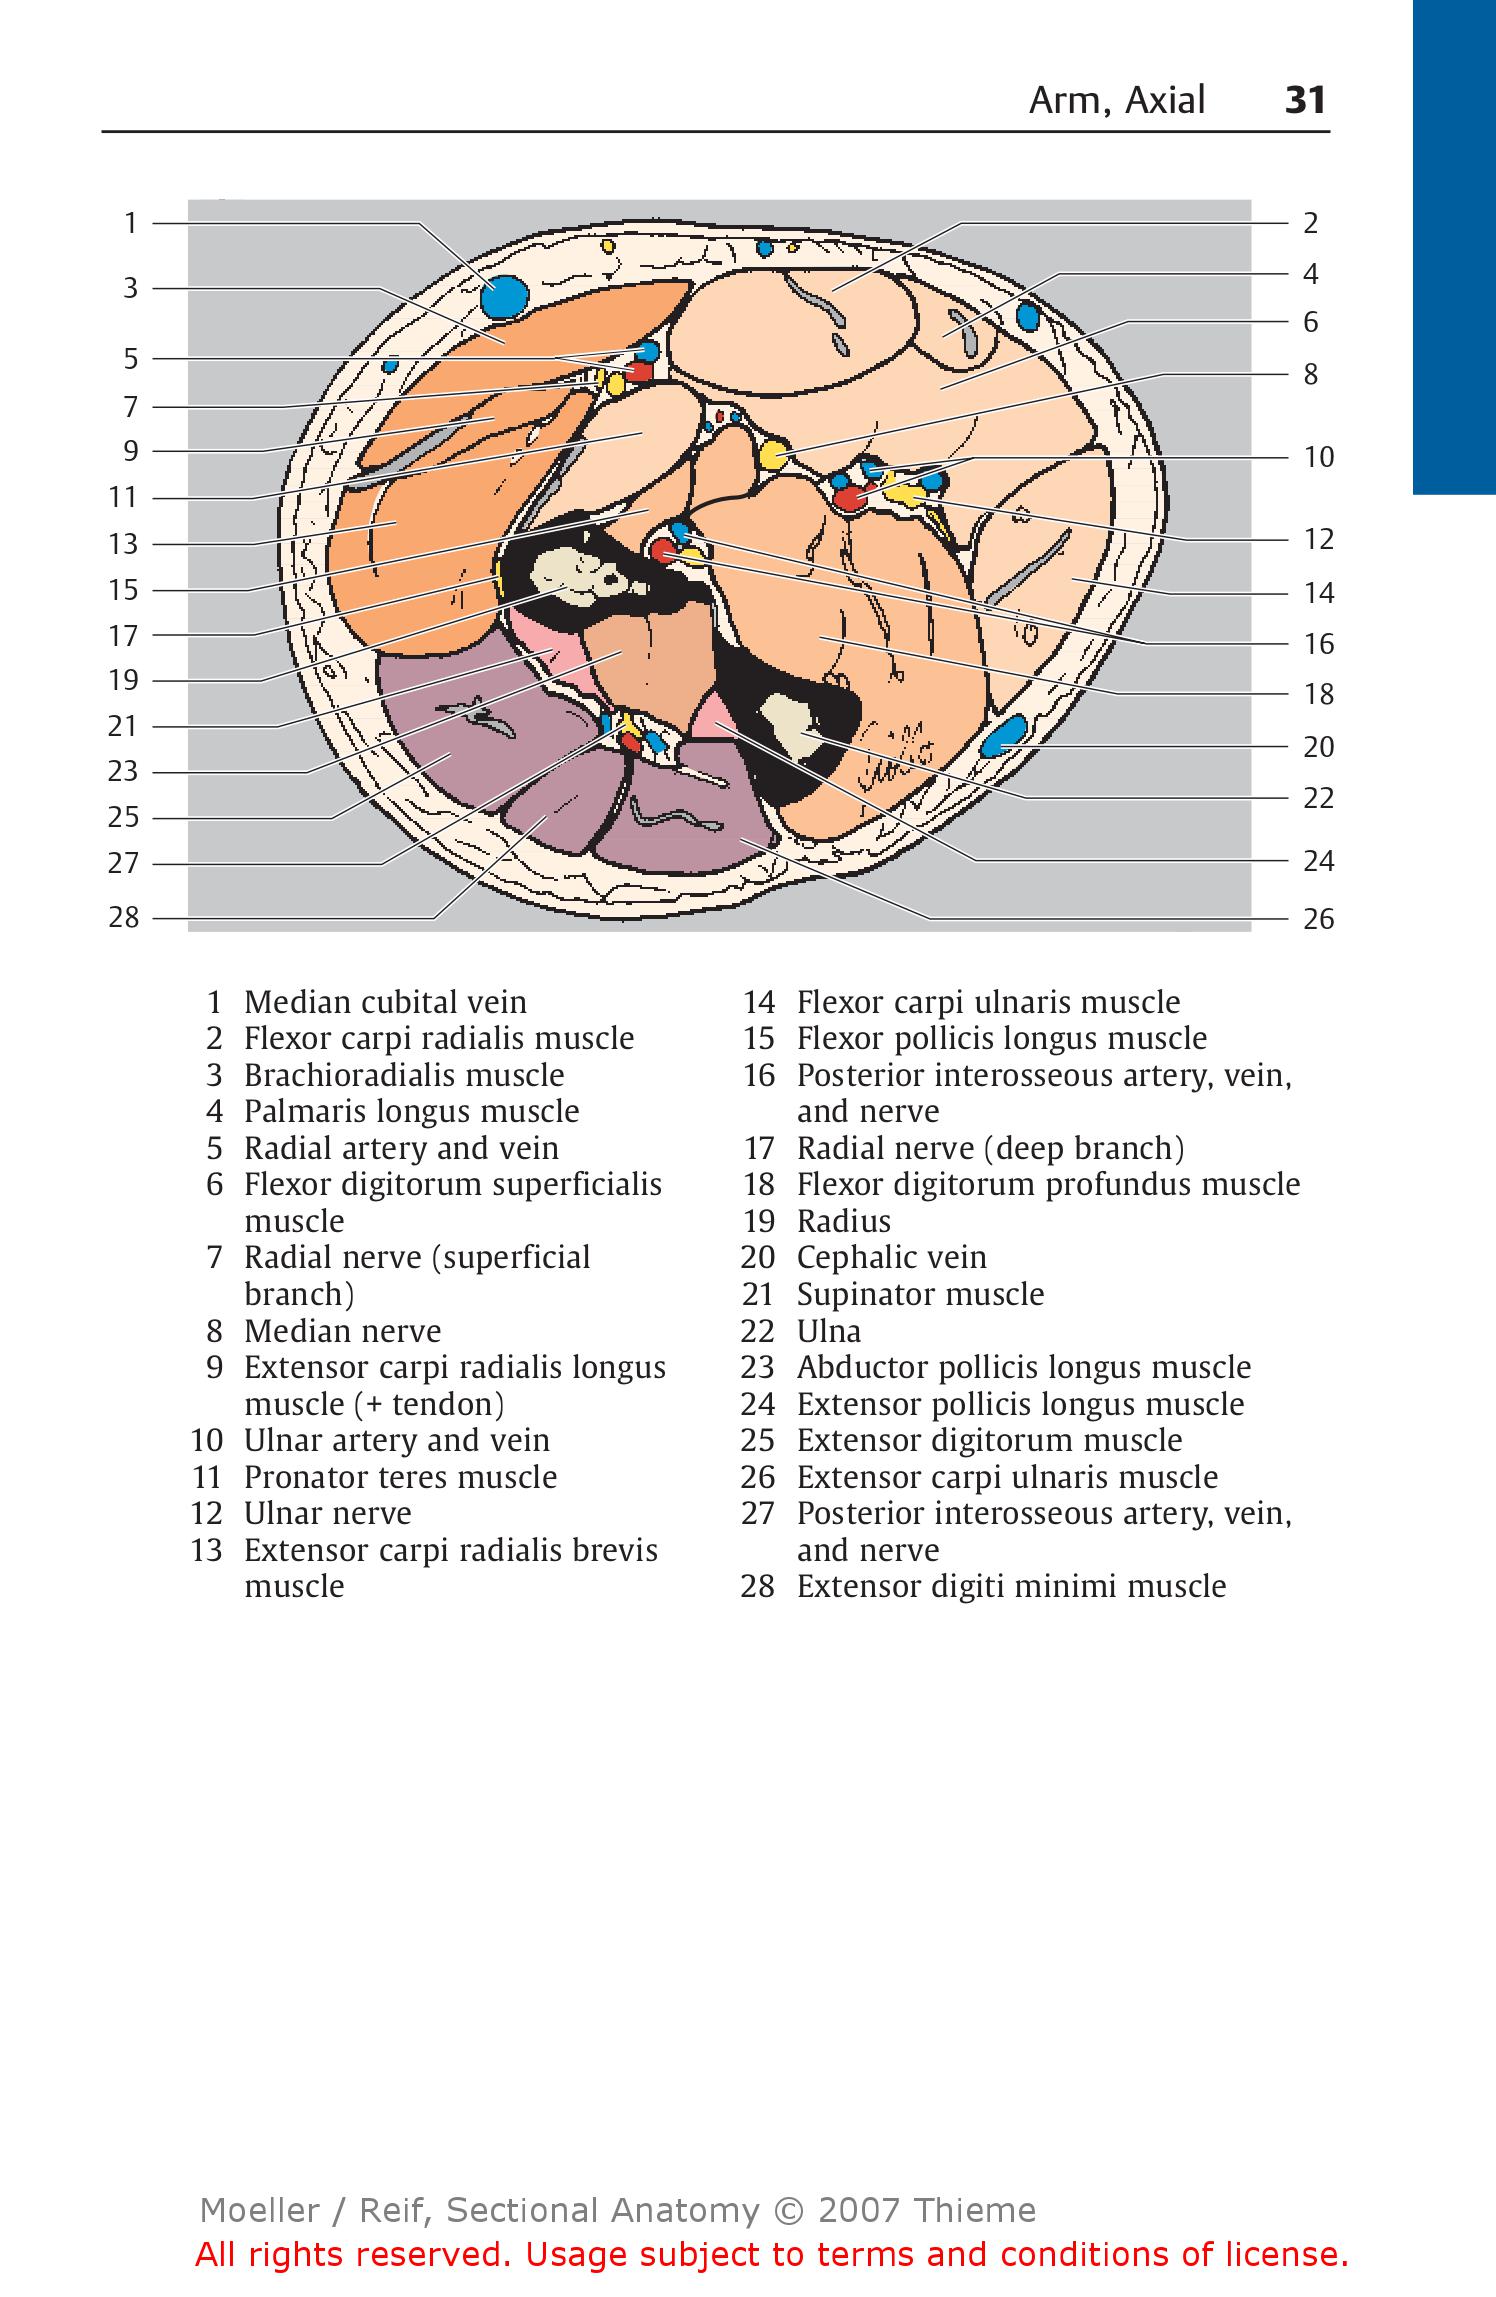 Arm, Axial 31
1
2
3
4
5
6
7
8
9
10
11
12
13
14
15
16
17
18
19
20
21
22
23
24
25
26
27
28
1 Median cubital vein
2 Flexor carpi radialis muscle
3 Brachioradialis muscle
4 Palmaris longus muscle
5 Radial artery and vein
6 Flexor digitorum superficialis
muscle
7 Radial nerve (superficial
branch)
8 Median nerve
9 Extensor carpi radialis longus
muscle (+ tendon)
10 Ulnar artery and vein
11 Pronator teres muscle
12 Ulnar nerve
13 Extensor carpi radialis brevis
muscle
14 Flexor carpi ulnaris muscle
15 Flexor pollicis longus muscle
16 Posterior interosseous artery, vein,
and nerve
17 Radial nerve (deep branch)
18 Flexor digitorum profundus muscle
19 Radius
20 Cephalic vein
21 Supinator muscle
22 Ulna
23 Abductor pollicis longus muscle
24 Extensor pollicis longus muscle
25 Extensor digitorum muscle
26 Extensor carpi ulnaris muscle
27 Posterior interosseous artery, vein,
and nerve
28 Extensor digiti minimi muscle
Moeller / Reif, Sectional Anatomy © 2007 Thieme
All rights reserved. Usage subject to terms and conditions of license.